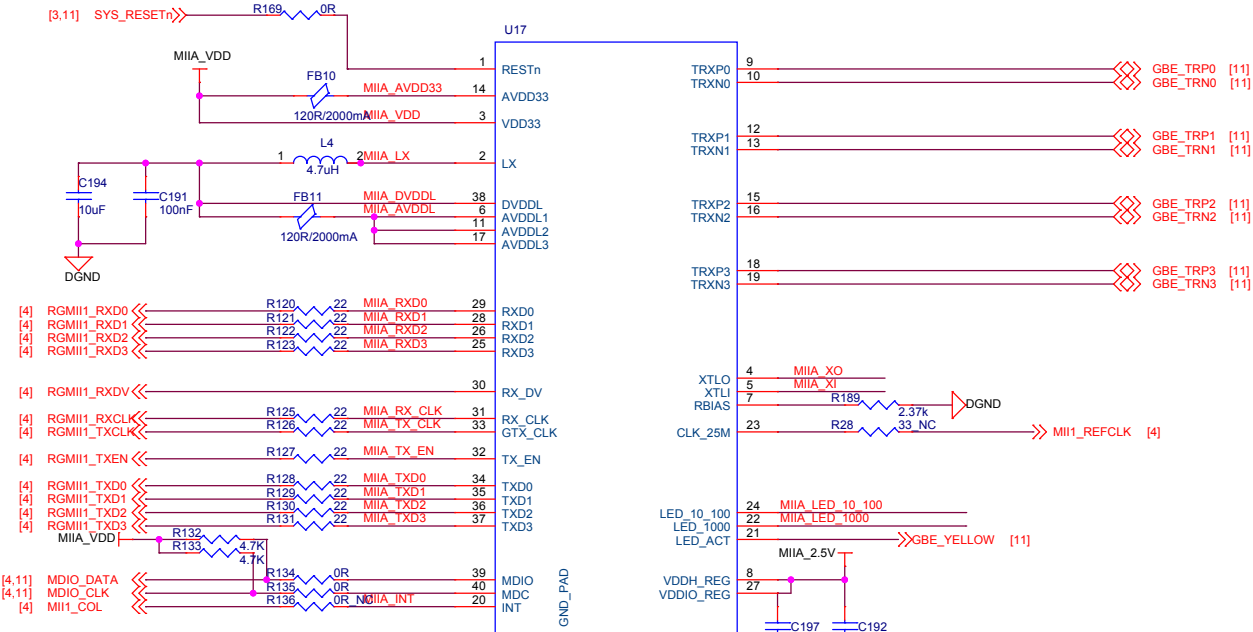 [3,11] SYS_RESETn R169 0R
U17
MIIA_VDD
1 RESTn
FB10 MIIA_AVDD33 14 AVDD33
120R/2000mA MIIA_VDD 3 VDD33
L4
1 2 MIIA_LX 2 LX
4.7uH
C194 10uF
C191 100nF
FB11 MIIA_DVDDL 38 DVDDL
MIIA_AVDDL 6 AVDDL1
11 AVDDL2
120R/2000mA 17 AVDDL3
DGND
[4] RGMII1_RXD0 R120 22 MIIA_RXD0 29 RXD0
[4] RGMII1_RXD1 R121 22 MIIA_RXD1 28 RXD1
[4] RGMII1_RXD2 R122 22 MIIA_RXD2 26 RXD2
[4] RGMII1_RXD3 R123 22 MIIA_RXD3 25 RXD3
[4] RGMII1_RXDV 30 RX_DV
[4] RGMII1_RXCLK R125 22 MIIA_RX_CLK 31 RX_CLK
[4] RGMII1_TXCLK R126 22 MIIA_TX_CLK 33 GTX_CLK
[4] RGMII1_TXEN R127 22 MIIA_TX_EN 32 TX_EN
[4] RGMII1_TXD0 R128 22 MIIA_TXD0 34 TXD0
[4] RGMII1_TXD1 R129 22 MIIA_TXD1 35 TXD1
[4] RGMII1_TXD2 R130 22 MIIA_TXD2 36 TXD2
[4] RGMII1_TXD3 R131 22 MIIA_TXD3 37 TXD3
MIIA_VDD R132 4.7K
R133 4.7K
[4,11] MDIO_DATA R134 0R 39 MDIO
[4,11] MDIO_CLK R135 0R 40 MDC
[4] MII1_COL R136 0R_NC MIIA_INT 20 INT
GND_PAD
TRXP0 9 GBE_TRP0 [11]
TRXN0 10 GBE_TRN0 [11]
TRXP1 12 GBE_TRP1 [11]
TRXN1 13 GBE_TRN1 [11]
TRXP2 15 GBE_TRP2 [11]
TRXN2 16 GBE_TRN2 [11]
TRXP3 18 GBE_TRP3 [11]
TRXN3 19 GBE_TRN3 [11]
XTLO 4 MIIA_XO
XTLI 5 MIIA_XI
RBIAS 7 R189 2.37k DGND
CLK_25M 23 R28 33_NC MII1_REFCLK [4]
LED_10_100 24 MIIA_LED_10_100
LED_1000 22 MIIA_LED_1000
LED_ACT 21 GBE_YELLOW [11]
MIIA_2.5V
VDDH_REG 8
VDDIO_REG 27
C197 C192